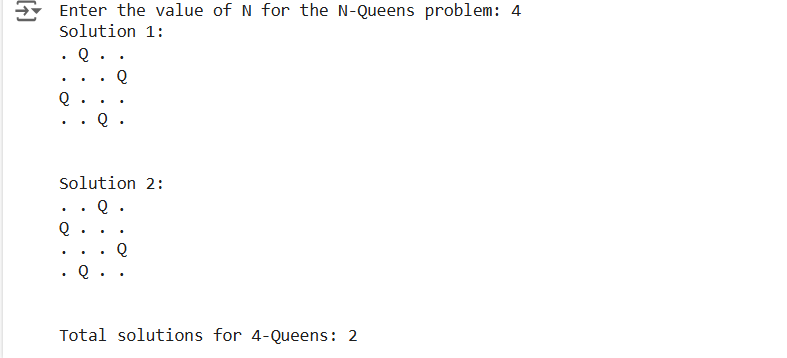 Enter the value of N for the N-Queens problem: 4
Solution 1:
. Q . .
. . . Q
Q . . .
. . Q .
Solution 2:
. . Q .
Q . . .
. . . Q
. Q . .
Total solutions for 4-Queens: 2